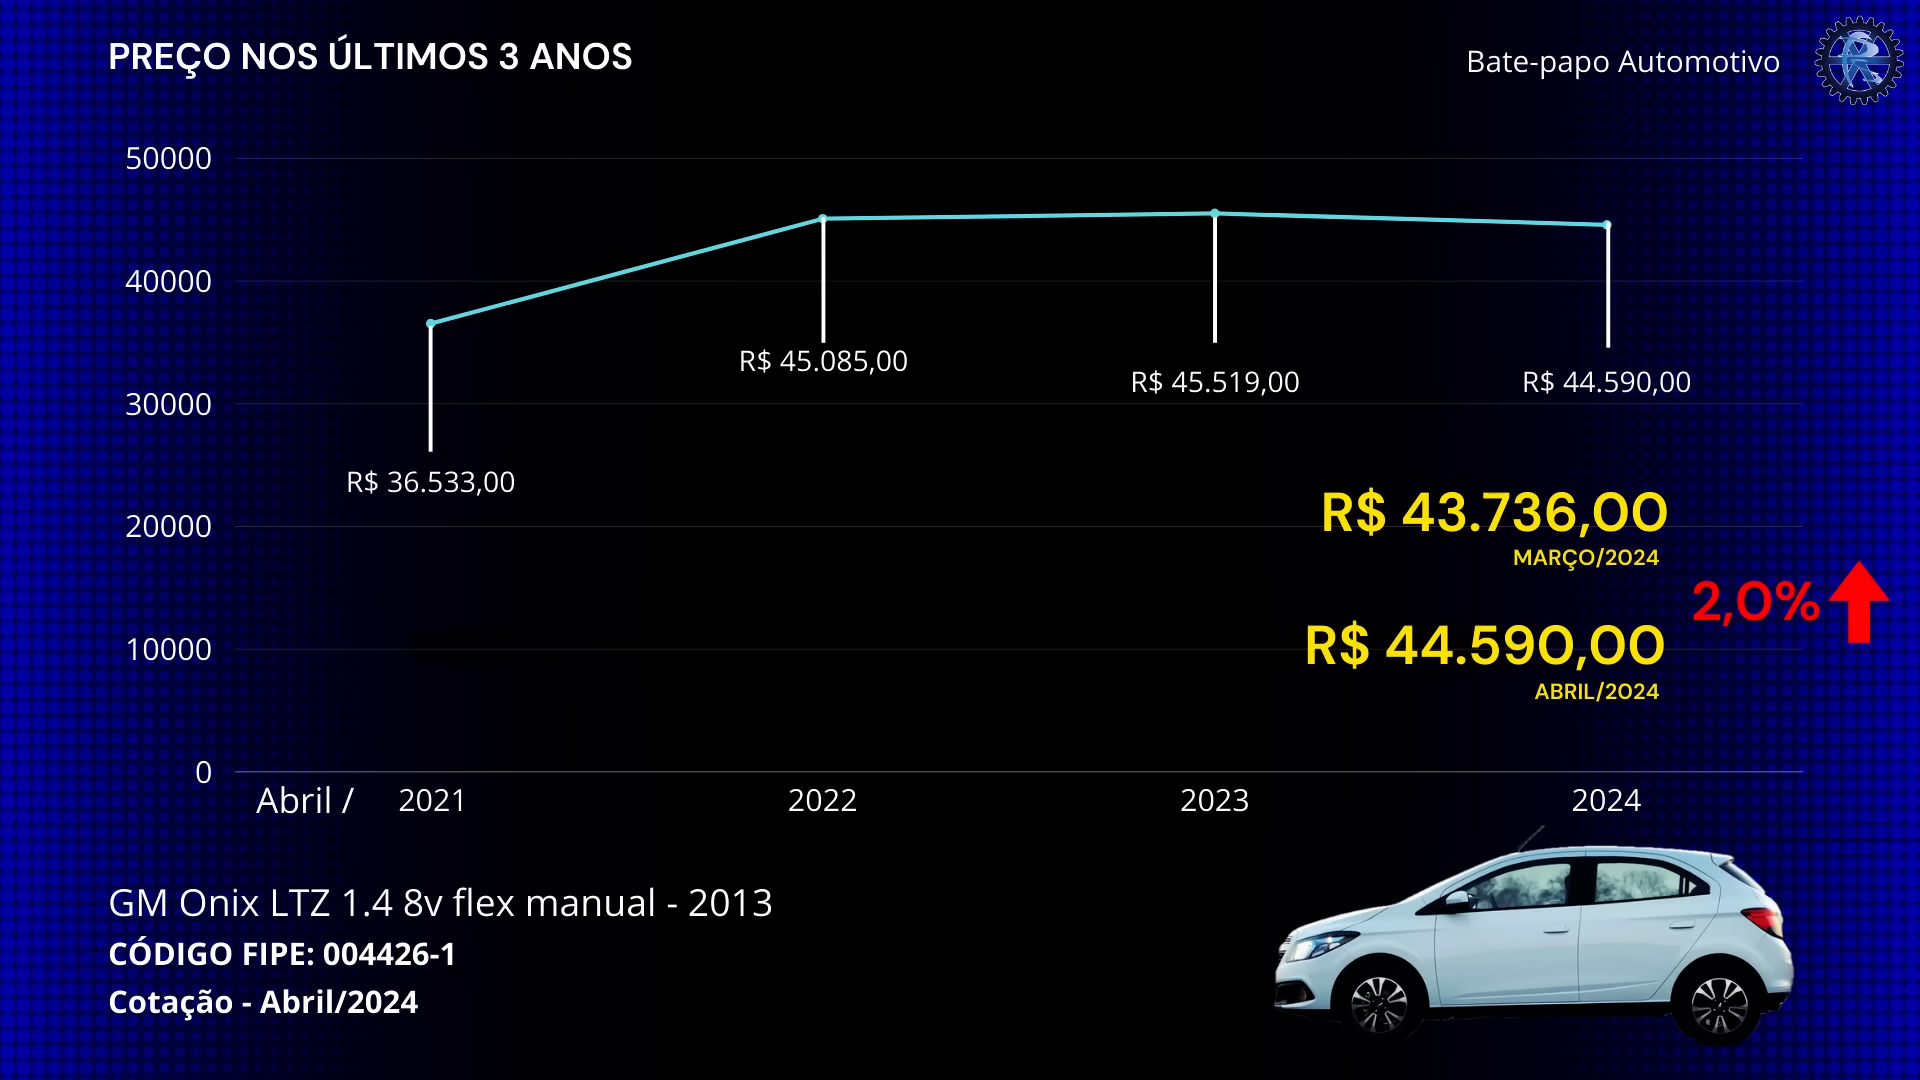 PREÇO NOS ÚLTIMOS 3 ANOS
Bate-papo Automotivo
50000
40000
30000
20000
10000
0
R$ 36.533,00
R$ 45.085,00
R$ 45.519,00
R$ 44.590,00
R$ 43.736,00
MARÇO/2024
2,0%
R$ 44.590,00
ABRIL/2024
Abril / 2021 2022 2023 2024
GM Onix LTZ 1.4 8v flex manual - 2013
CÓDIGO FIPE: 004426-1
Cotação - Abril/2024